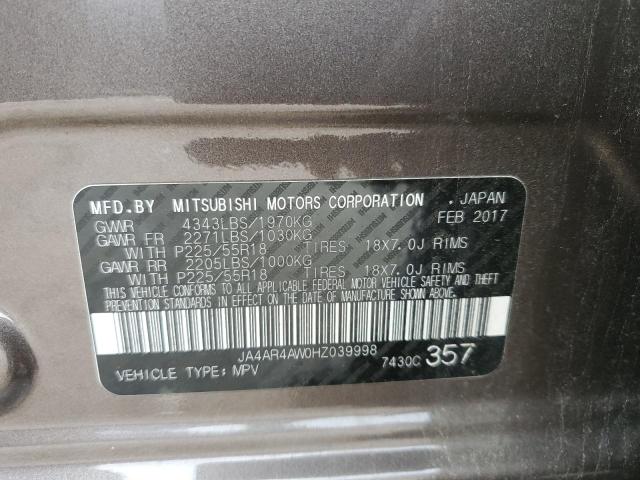 MFD.BY MITSUBISHI MOTORS CORPORATION . JAPAN
GVWR 4343LBS/1970KG FEB 2017
GAWR FR 2271LBS/1030KG
WITH P225/55R18 TIRES 18X7.0J RIMS
GAWR RR 2205LBS/1000KG
WITH P225/55R18 TIRES 18X7.0J RIMS
THIS VEHICLE CONFORMS TO ALL APPLICABLE FEDERAL MOTOR VEHICLE SAFETY, BUMPER,
AND THEFT PREVENTION STANDARDS IN EFFECT ON THE DATE OF MANUFACTURE SHOWN ABOVE.
JA4AR4AW0HZ039998 7430C 357
VEHICLE TYPE: MPV